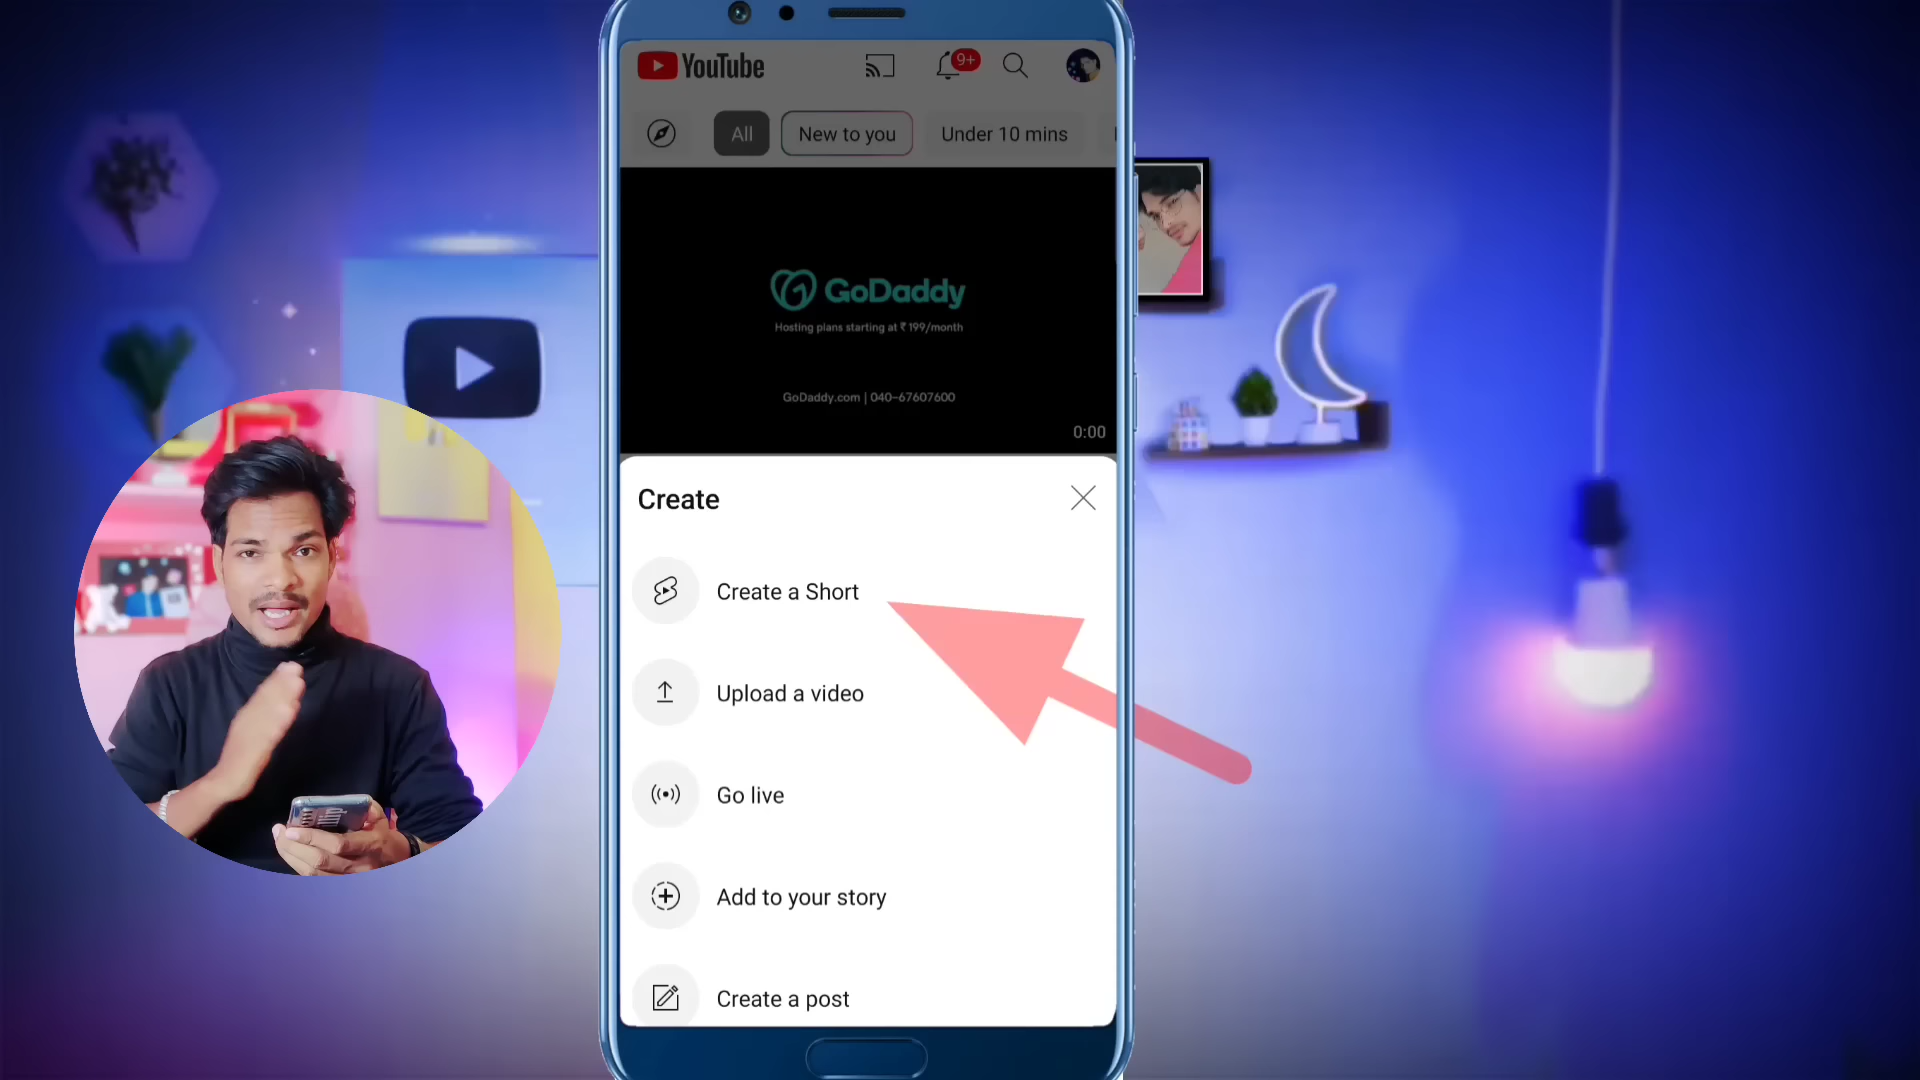 YouTube
9+
All
New to you
Under 10 mins
GoDaddy
Hosting plans starting at ₹ 199/month
GoDaddy.com | 040-67607600
0:00
Create
Create a Short
Upload a video
Go live
Add to your story
Create a post